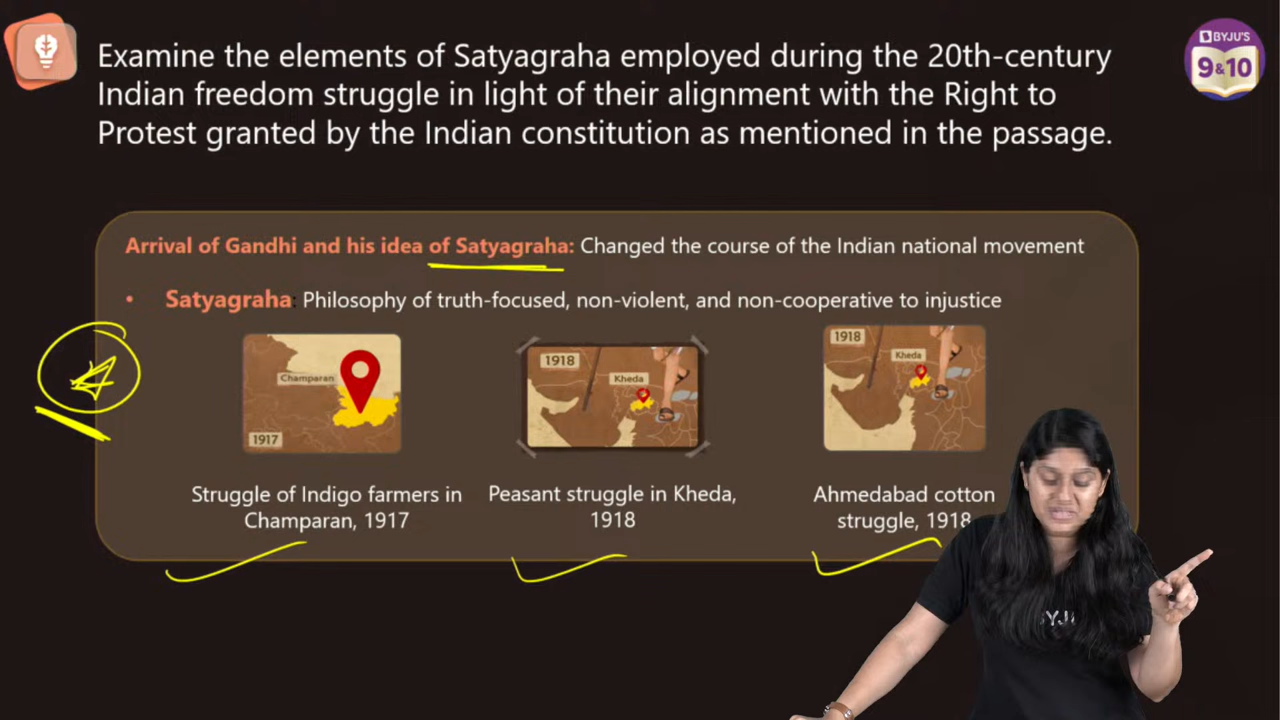 Examine the elements of Satyagraha employed during the 20th-century
BYJU'S
9 & 10
Indian freedom struggle in light of their alignment with the Right to
Protest granted by the Indian constitution as mentioned in the passage.
Arrival of Gandhi and his idea of Satyagraha: Changed the course of the Indian national movement
• Satyagraha: Philosophy of truth-focused, non-violent, and non-cooperative to injustice
Champaran
1917
1918
Kheda
1918
Kheda
Struggle of Indigo farmers in
Champaran, 1917
Peasant struggle in Kheda,
1918
Ahmedabad cotton
struggle, 1918